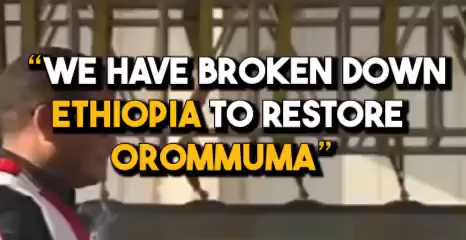 “WE HAVE BROKEN DOWN
ETHIOPIA TO RESTORE
OROMMUMA”